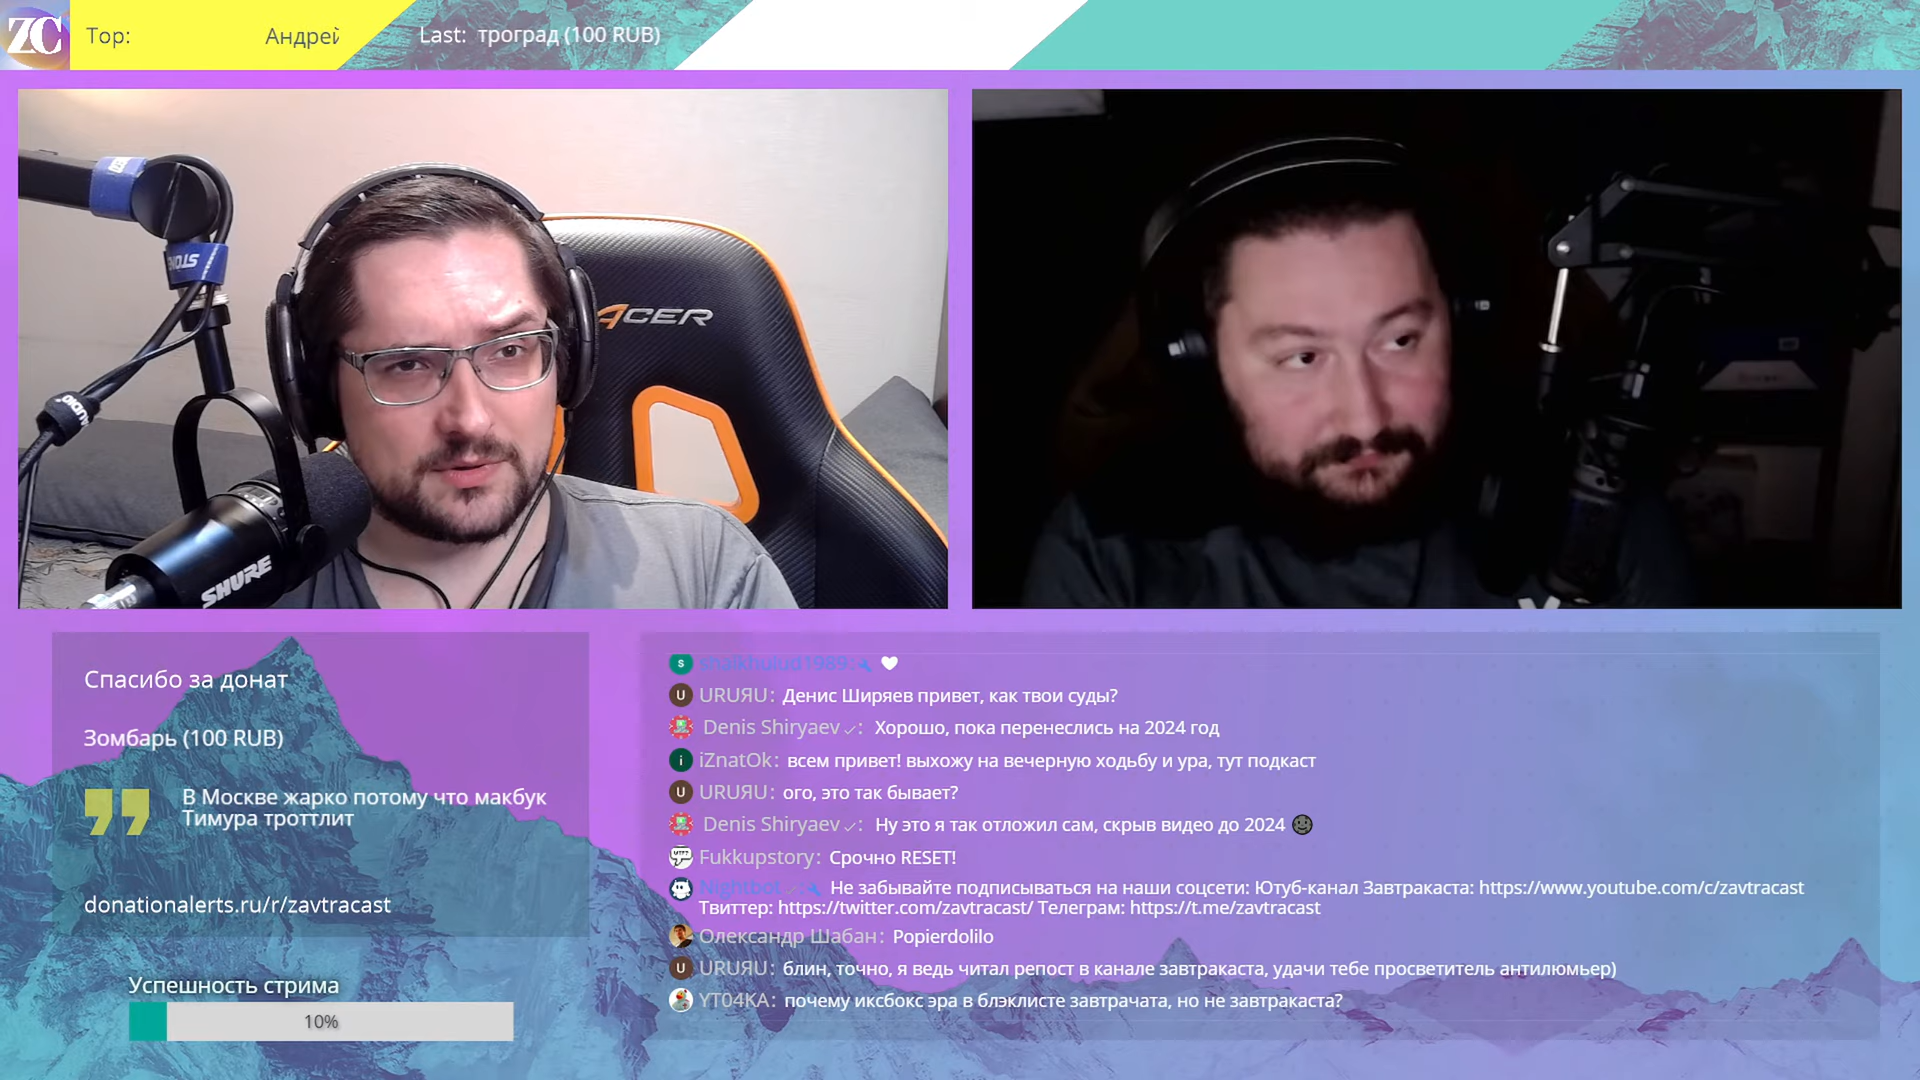 ZC
Top:
Андрей
Last: троград (100 RUB)
STONE
ACER
AUDIO
SHURE
Спасибо за донат
Зомбарь (100 RUB)
В Москве жарко потому что макбук
Тимура троттлит
donationalerts.ru/r/zavtracast
Успешность стрима
10%
shaikhulud1989:
URUЯU: Денис Ширяев привет, как твои суды?
Denis Shiryaev: Хорошо, пока перенеслись на 2024 год
iZnatOk: всем привет! выхожу на вечерную ходьбу и ура, тут подкаст
URUЯU: ого, это так бывает?
Denis Shiryaev: Ну это я так отложил сам, скрыв видео до 2024
Fukkupstory: Срочно RESET!
Nightbot: Не забывайте подписываться на наши соцсети: Ютуб-канал Завтракаста: https://www.youtube.com/c/zavtracast
Твиттер: https://twitter.com/zavtracast/ Телеграм: https://t.me/zavtracast
Олександр Шабан: Popierdolilo
URUЯU: блин, точно, я ведь читал репост в канале завтракаста, удачи тебе просветитель антилюмьер)
YT04KA: почему иксбокс эра в блэклисте завтрачата, но не завтракаста?